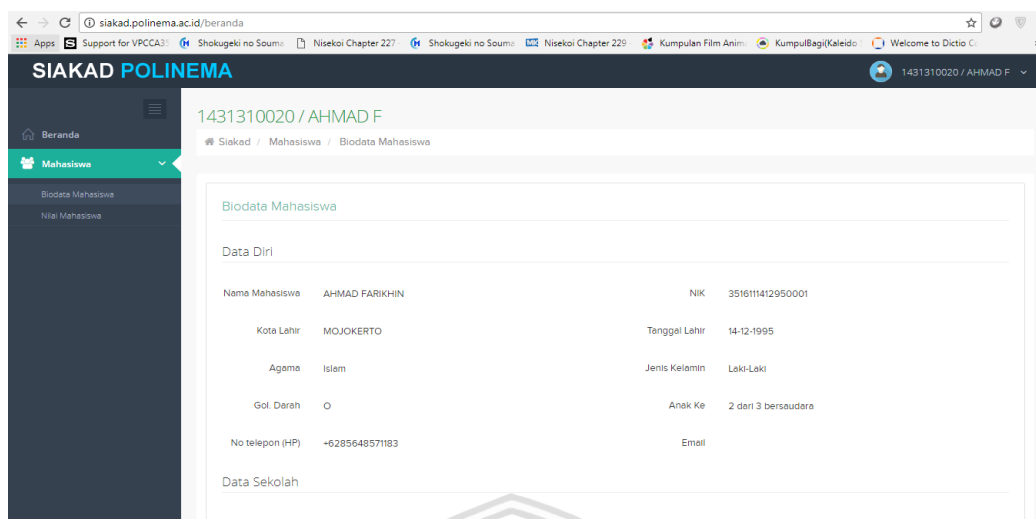 siakad.polinema.ac.id/beranda
Apps Support for VPCCA35 Shokugeki no Souma Nisekoi Chapter 227 - Shokugeki no Souma Nisekoi Chapter 229 - Kumpulan Film Anim KumpulBagi(Kaleido Welcome to Dictio C
SIAKAD POLINEMA
1431310020 / AHMAD F
Beranda
Mahasiswa
Biodata Mahasiswa
Nilai Mahasiswa
1431310020 / AHMAD F
Siakad / Mahasiswa / Biodata Mahasiswa
Biodata Mahasiswa
Data Diri
Nama Mahasiswa AHMAD FARIKHIN NIK 3516111412950001
Kota Lahir MOJOKERTO Tanggal Lahir 14-12-1995
Agama Islam Jenis Kelamin Laki-Laki
Gol. Darah O Anak Ke 2 dari 3 bersaudara
No telepon (HP) +6285648571183 Email
Data Sekolah